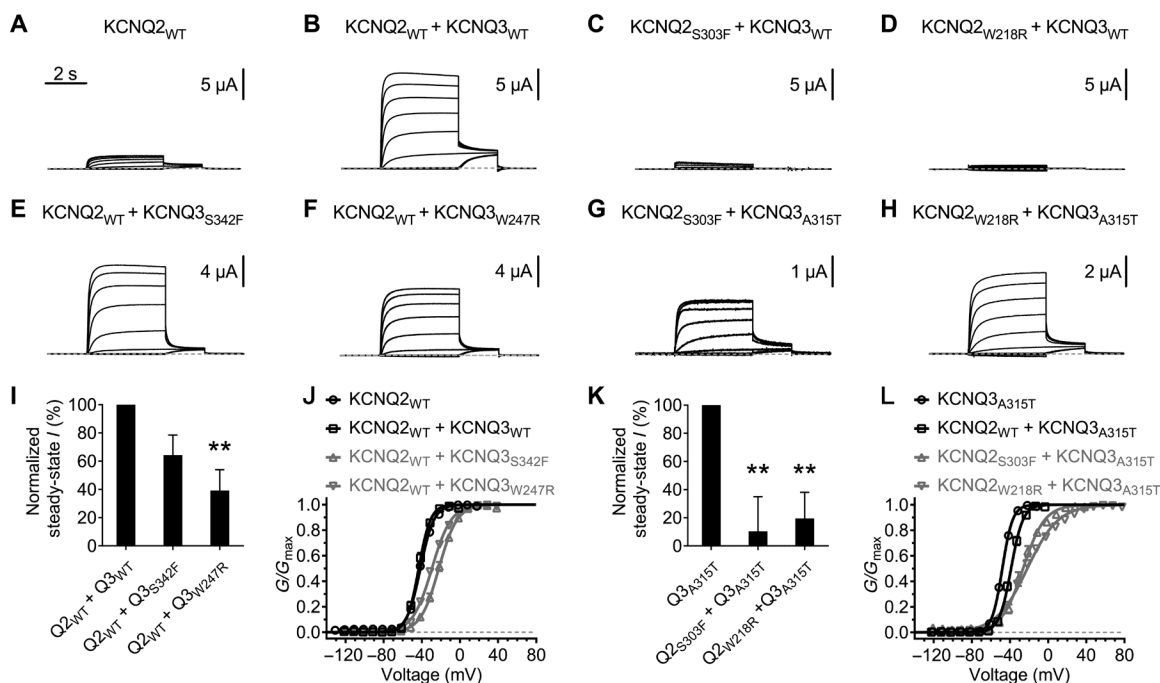 A
KCNQ2WT
2 s
5 µA
B
KCNQ2WT + KCNQ3WT
5 µA
C
KCNQ2S303F + KCNQ3WT
5 µA
D
KCNQ2W218R + KCNQ3WT
5 µA
E
KCNQ2WT + KCNQ3S342F
4 µA
F
KCNQ2WT + KCNQ3W247R
4 µA
G
KCNQ2S303F + KCNQ3A315T
1 µA
H
KCNQ2W218R + KCNQ3A315T
2 µA
I
Normalized
steady-state I (%)
100
80
60
40
20
0
**
Q2WT + Q3WT
Q2WT + Q3S342F
Q2WT + Q3W247R
J
KCNQ2WT
KCNQ2WT + KCNQ3WT
KCNQ2WT + KCNQ3S342F
KCNQ2WT + KCNQ3W247R
G/Gmax
1.0
0.8
0.6
0.4
0.2
0.0
−120 −80 −40 0 40 80
Voltage (mV)
K
Normalized
steady-state I (%)
100
80
60
40
20
0
**
**
Q3A315T
Q2S303F + Q3A315T
Q2W218R +Q3A315T
L
KCNQ3A315T
KCNQ2WT + KCNQ3A315T
KCNQ2S303F + KCNQ3A315T
KCNQ2W218R + KCNQ3A315T
G/Gmax
1.0
0.8
0.6
0.4
0.2
0.0
−120 −80 −40 0 40 80
Voltage (mV)